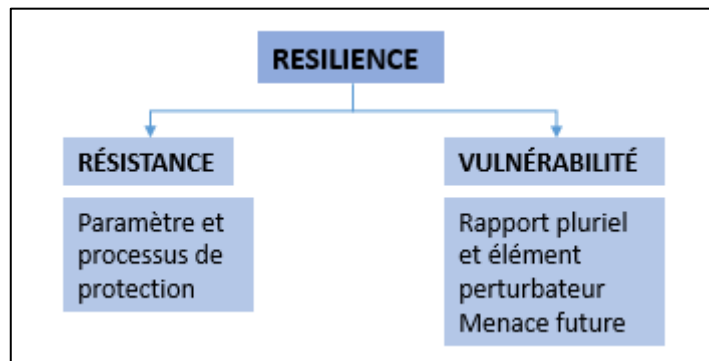 RESILIENCE
RÉSISTANCE
Paramètre et
processus de
protection
VULNÉRABILITÉ
Rapport pluriel
et élément
perturbateur
Menace future